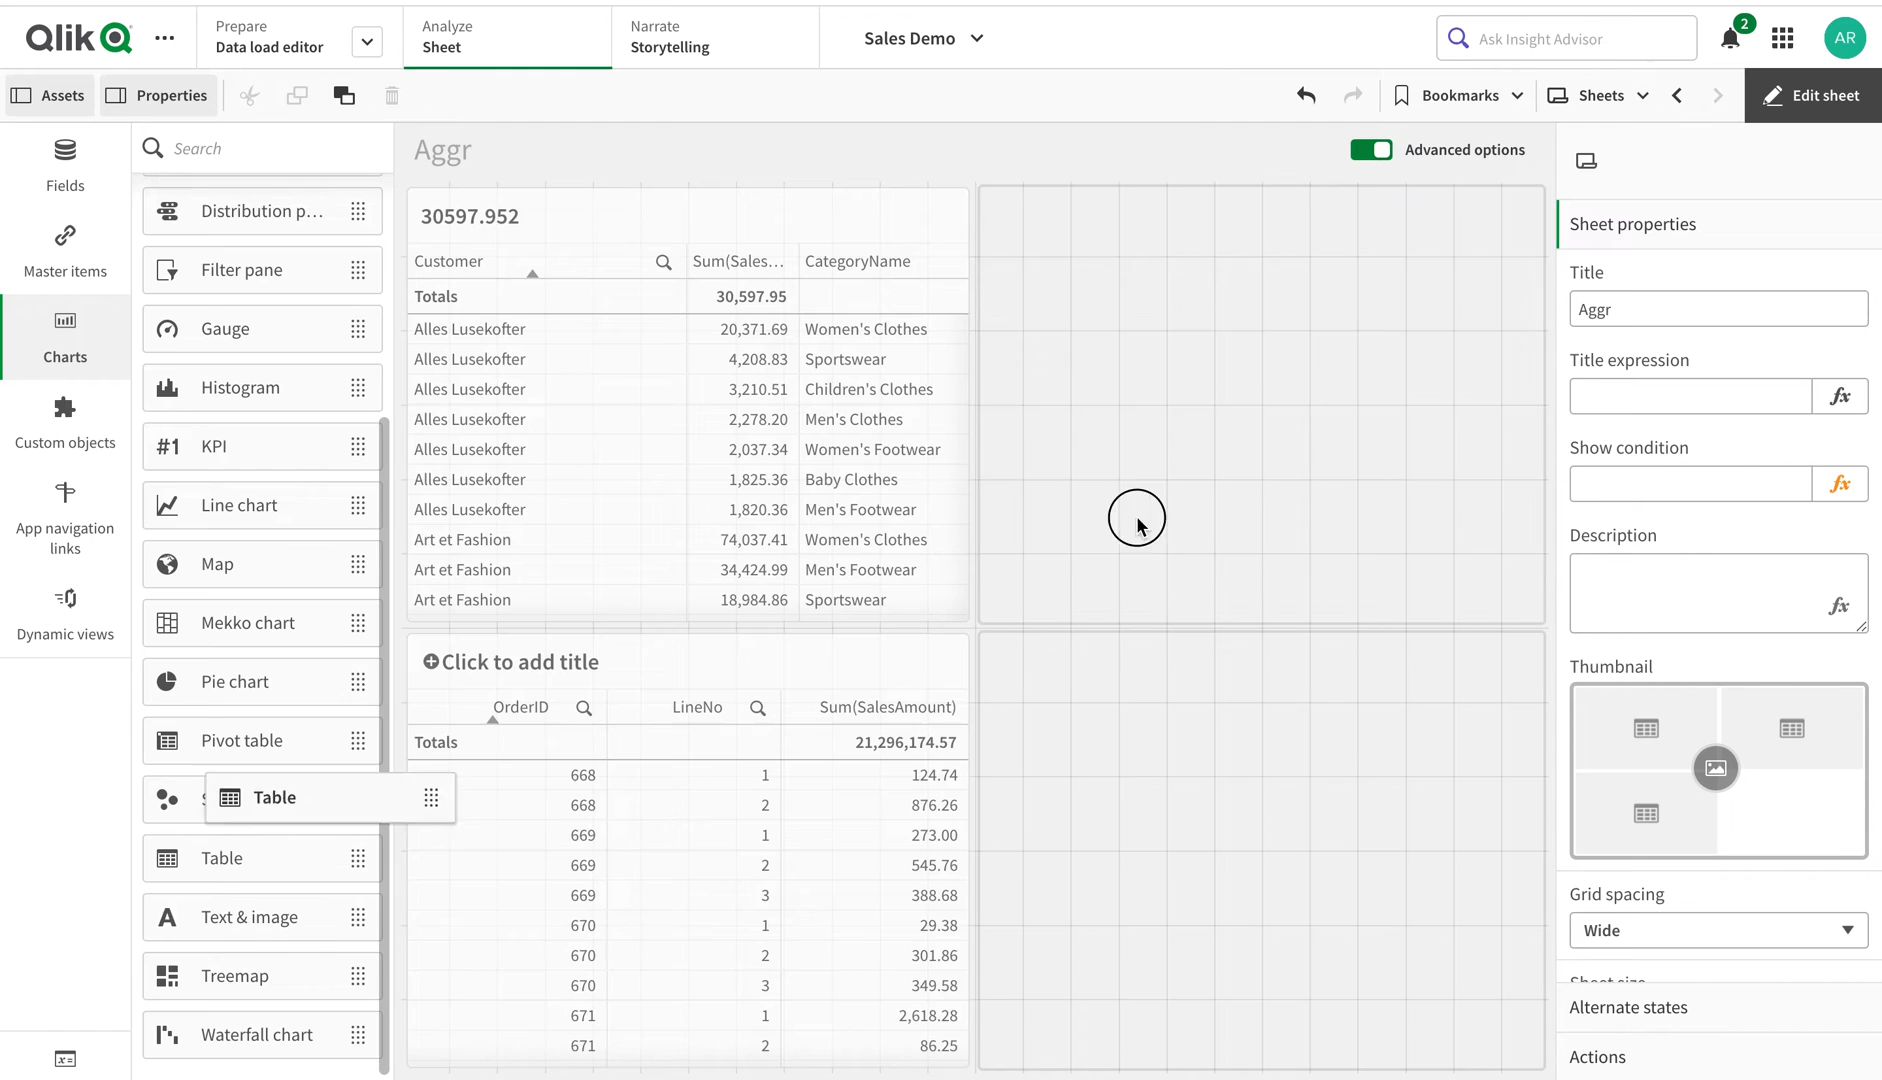 Qlik
Prepare
Data load editor
Analyze
Sheet
Narrate
Storytelling
Sales Demo
Ask Insight Advisor
2
AR
Assets
Properties
Bookmarks
Sheets
Edit sheet
Fields
Master items
Charts
Custom objects
App navigation
links
Dynamic views
Search
Distribution p...
Filter pane
Gauge
Histogram
#1 KPI
Line chart
Map
Mekko chart
Pie chart
Pivot table
Table
Table
A Text & image
Treemap
Waterfall chart
Aggr
Advanced options
30597.952
Customer Sum(Sales... CategoryName
Totals 30,597.95
Alles Lusekofter 20,371.69 Women's Clothes
Alles Lusekofter 4,208.83 Sportswear
Alles Lusekofter 3,210.51 Children's Clothes
Alles Lusekofter 2,278.20 Men's Clothes
Alles Lusekofter 2,037.34 Women's Footwear
Alles Lusekofter 1,825.36 Baby Clothes
Alles Lusekofter 1,820.36 Men's Footwear
Art et Fashion 74,037.41 Women's Clothes
Art et Fashion 34,424.99 Men's Footwear
Art et Fashion 18,984.86 Sportswear
Click to add title
OrderID LineNo Sum(SalesAmount)
Totals 21,296,174.57
668 1 124.74
668 2 876.26
669 1 273.00
669 2 545.76
669 3 388.68
670 1 29.38
670 2 301.86
670 3 349.58
671 1 2,618.28
671 2 86.25
Sheet properties
Title
Aggr
Title expression
fx
Show condition
fx
Description
fx
Thumbnail
Grid spacing
Wide
Sheet size
Alternate states
Actions
x=